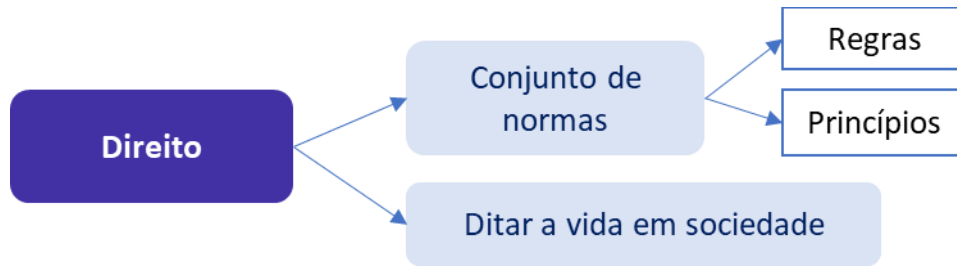 Direito
Conjunto de
normas
Regras
Princípios
Ditar a vida em sociedade